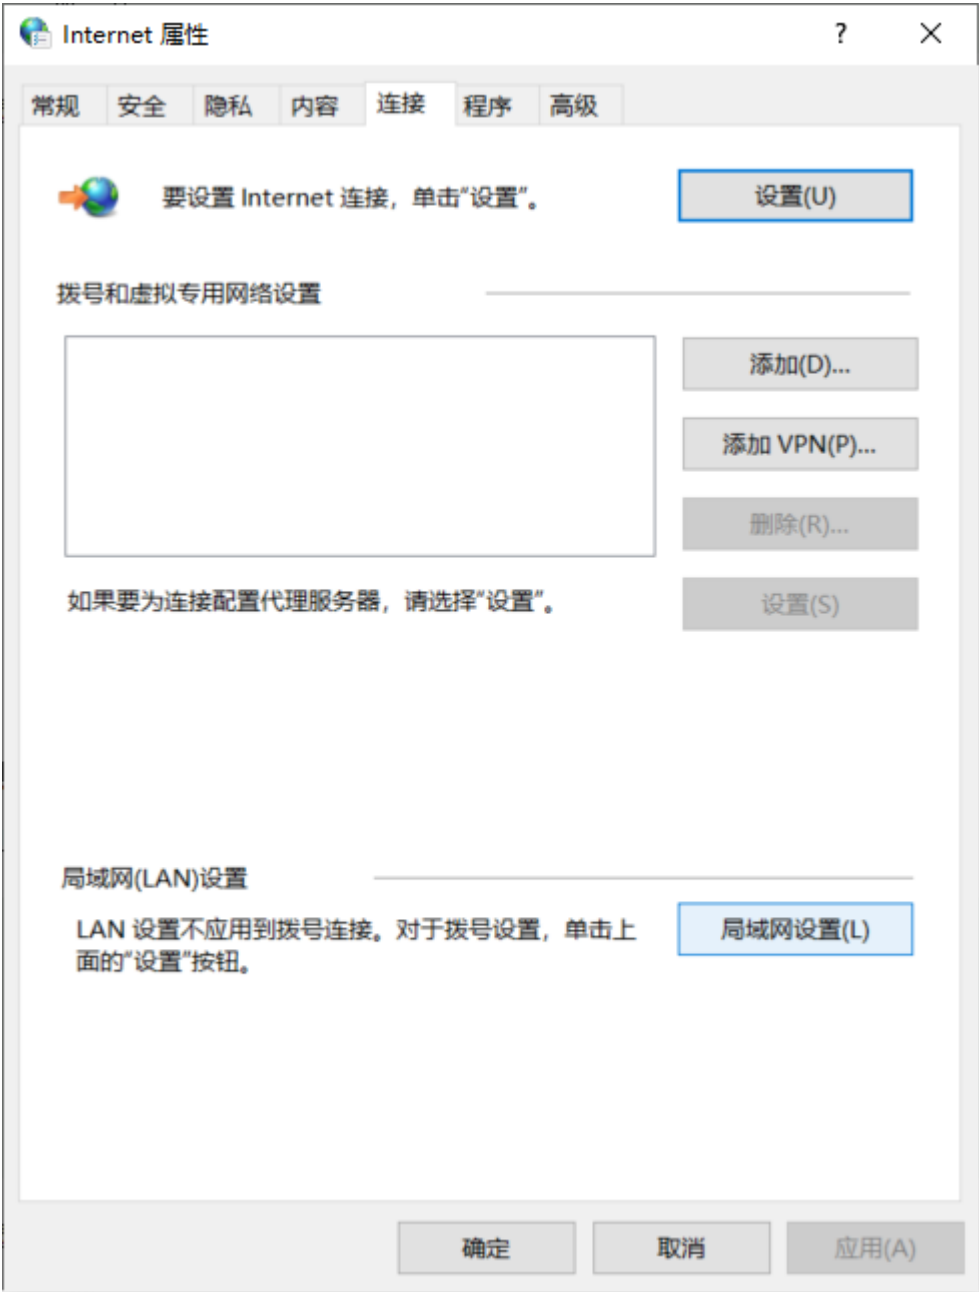 Internet 属性
?
常规 安全 隐私 内容 连接 程序 高级
要设置 Internet 连接，单击"设置"。
设置(U)
拨号和虚拟专用网络设置
添加(D)...
添加 VPN(P)...
删除(R)...
如果要为连接配置代理服务器，请选择"设置"。
设置(S)
局域网(LAN)设置
LAN 设置不应用到拨号连接。对于拨号设置，单击上
面的"设置"按钮。
局域网设置(L)
确定 取消 应用(A)